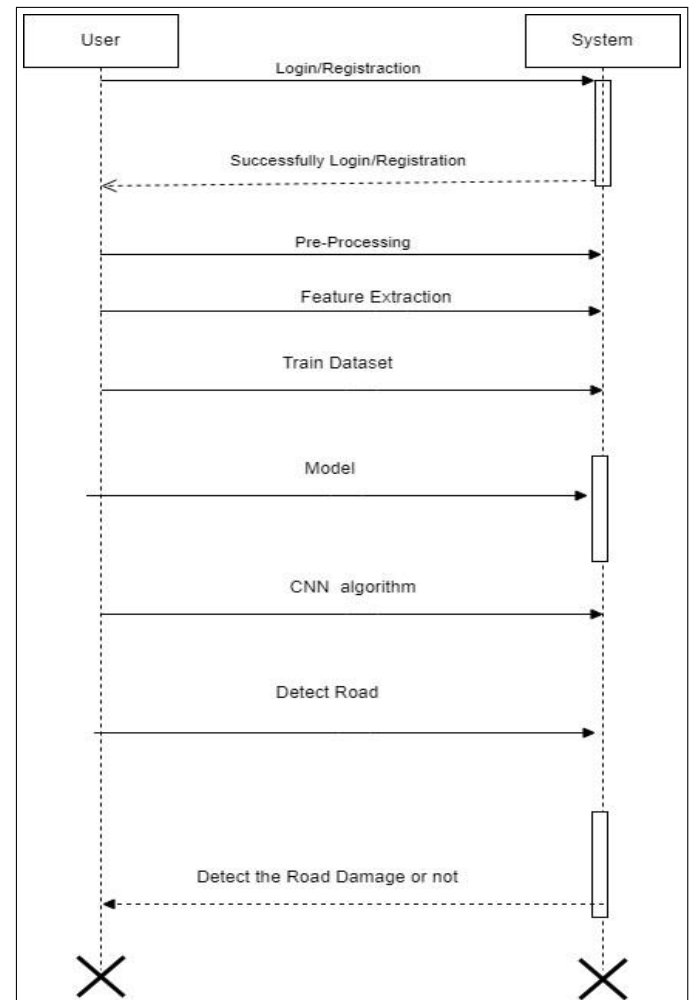 User
System
Login/Registraction
Successfully Login/Registration
Pre-Processing
Feature Extraction
Train Dataset
Model
CNN algorithm
Detect Road
Detect the Road Damage or not